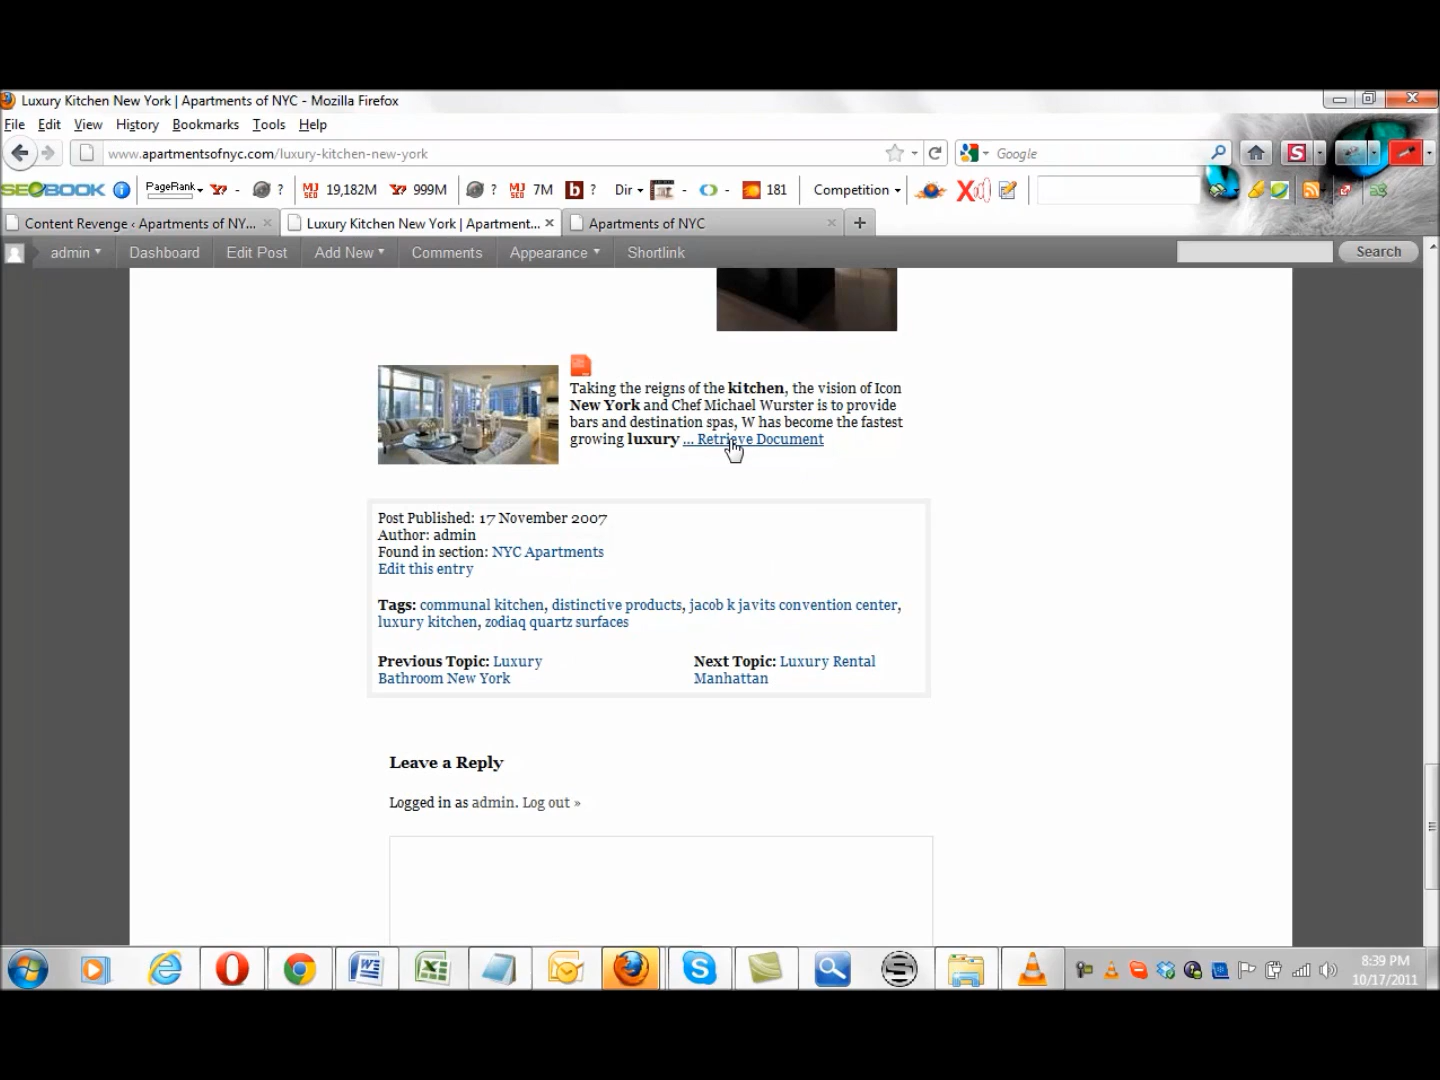 Luxury Kitchen New York | Apartments of NYC - Mozilla Firefox
File Edit View History Bookmarks Tools Help
www.apartmentsofnyc.com/luxury-kitchen-new-york Google
SEOBOOK PageRank - ? MJ SEO 19,182M 999M ? MJ SEO 7M b ? Dir - - 181 Competition
Content Revenge ‹ Apartments of NY... Luxury Kitchen New York | Apartment... Apartments of NYC
admin Dashboard Edit Post Add New Comments Appearance Shortlink Search
Taking the reigns of the kitchen, the vision of Icon
New York and Chef Michael Wurster is to provide
bars and destination spas, W has become the fastest
growing luxury ... Retrieve Document
Post Published: 17 November 2007
Author: admin
Found in section: NYC Apartments
Edit this entry
Tags: communal kitchen, distinctive products, jacob k javits convention center,
luxury kitchen, zodiaq quartz surfaces
Previous Topic: Luxury
Bathroom New York
Next Topic: Luxury Rental
Manhattan
Leave a Reply
Logged in as admin. Log out »
8:39 PM
10/17/2011